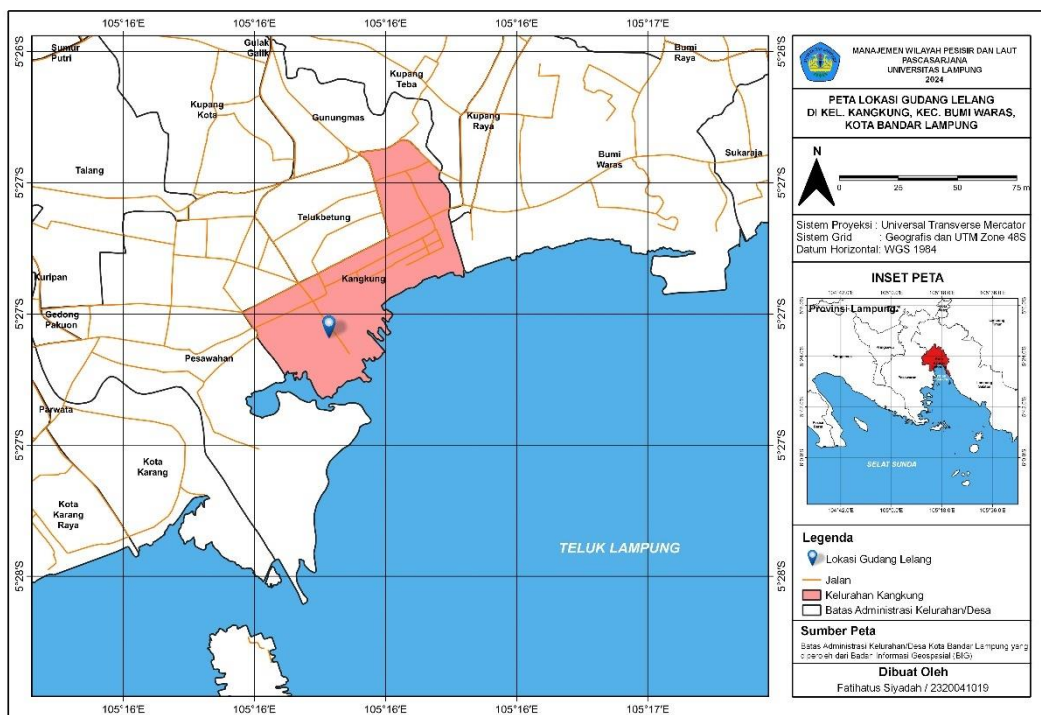 105°16'E 105°16'E 105°16'E 105°17'E
5°26'S
5°27'S
5°27'S
5°27'S
5°28'S
Sumur
Putri
Gulak
Galik
Kupang
Teba
Bumi
Raya
Kupang
Kota
Gunungmas
Kupang
Raya
Sukaraja
Bumi
Waras
Talang
Telukbetung
Kuripan
Kangkung
Gedong
Pakuon
Pesawahan
Parwata
Kota
Karang
Kota
Karang
Raya
TELUK LAMPUNG
5°26'S
5°27'S
5°27'S
5°27'S
5°28'S
105°16'E 105°16'E 105°16'E 105°17'E
MANAJEMEN WILAYAH PESISIR DAN LAUT
PASCASARJANA
UNIVERSITAS LAMPUNG
2024
PETA LOKASI GUDANG LELANG
DI KEL. KANGKUNG, KEC. BUMI WARAS,
KOTA BANDAR LAMPUNG
N
0 25 50 75 m
Sistem Proyeksi : Universal Transverse Mercator
Sistem Grid : Geografis dan UTM Zone 48S
Datum Horizontal: WGS 1984
INSET PETA
Provinsi Lampung
SELAT SUNDA
Legenda
Lokasi Gudang Lelang
Jalan
Kelurahan Kangkung
Batas Administrasi Kelurahan/Desa
Sumber Peta
Batas Administrasi Kelurahan/Desa Kota Bandar Lampung yang
diperoleh dari Badan Informasi Geospasial (BIG)
Dibuat Oleh
Fatihatus Siyadah / 2320041019